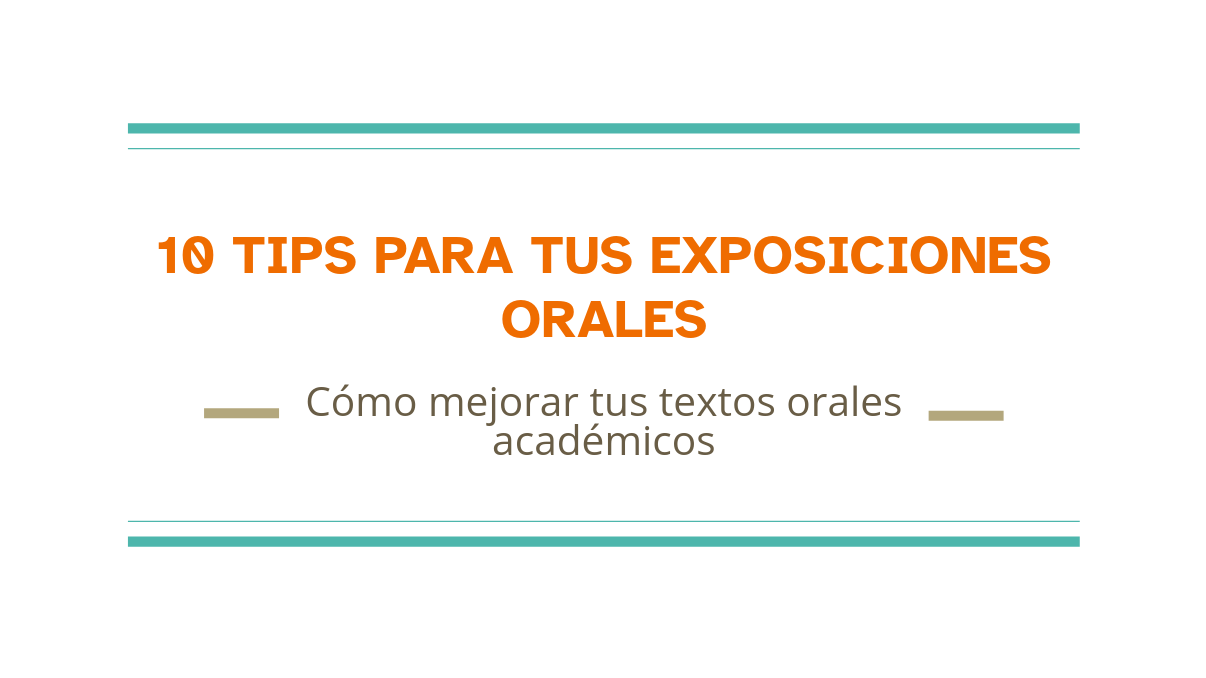 10 TIPS PARA TUS EXPOSICIONES
ORALES
Cómo mejorar tus textos orales
académicos